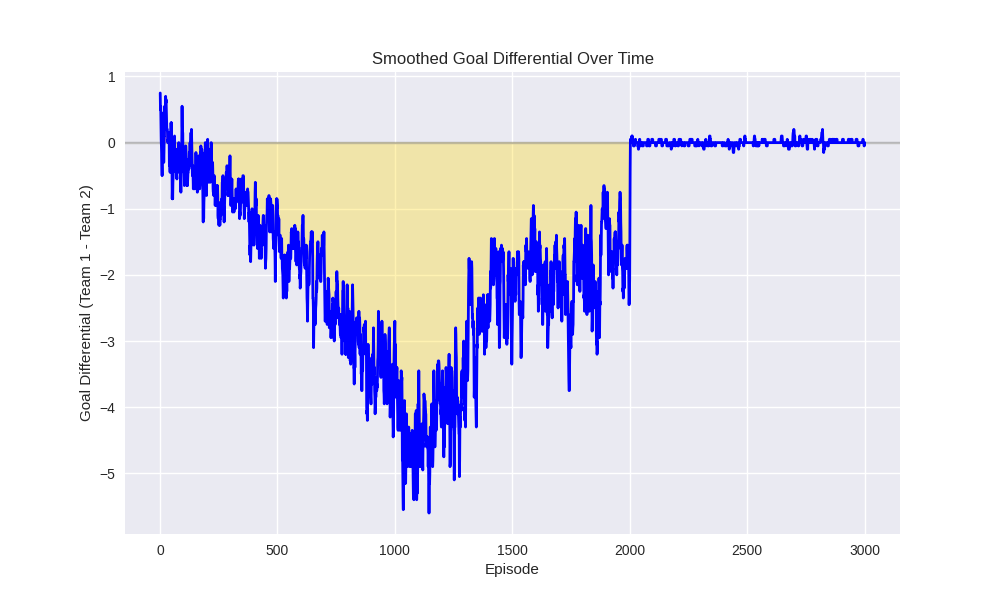 Smoothed Goal Differential Over Time
Goal Differential (Team 1 - Team 2)
1
0
−1
−2
−3
−4
−5
0 500 1000 1500 2000 2500 3000
Episode